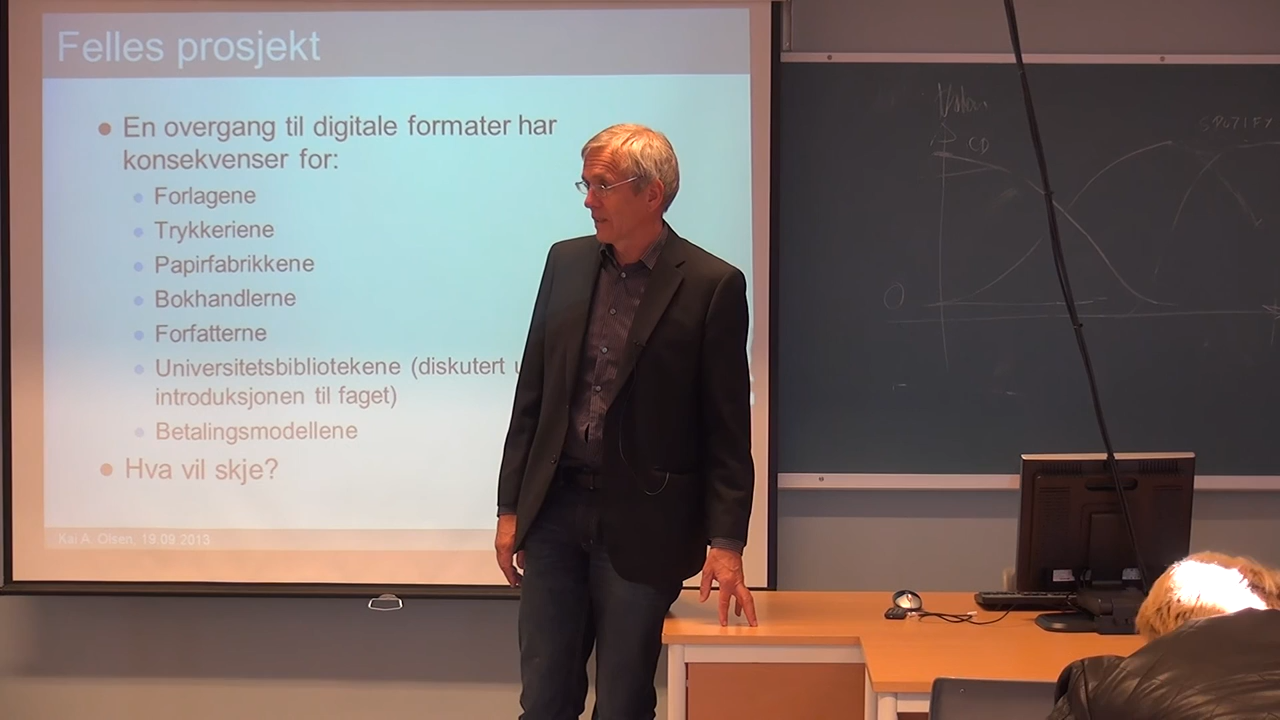 Felles prosjekt
En overgang til digitale formater har
konsekvenser for:
Forlagene
Trykkeriene
Papirfabrikkene
Bokhandlerne
Forfatterne
Universitetsbibliotekene (diskutert
introduksjonen til faget)
Betalingsmodellene
Hva vil skje?
Kai A. Olsen, 19.09.2013
CD
SPOTIFY
O